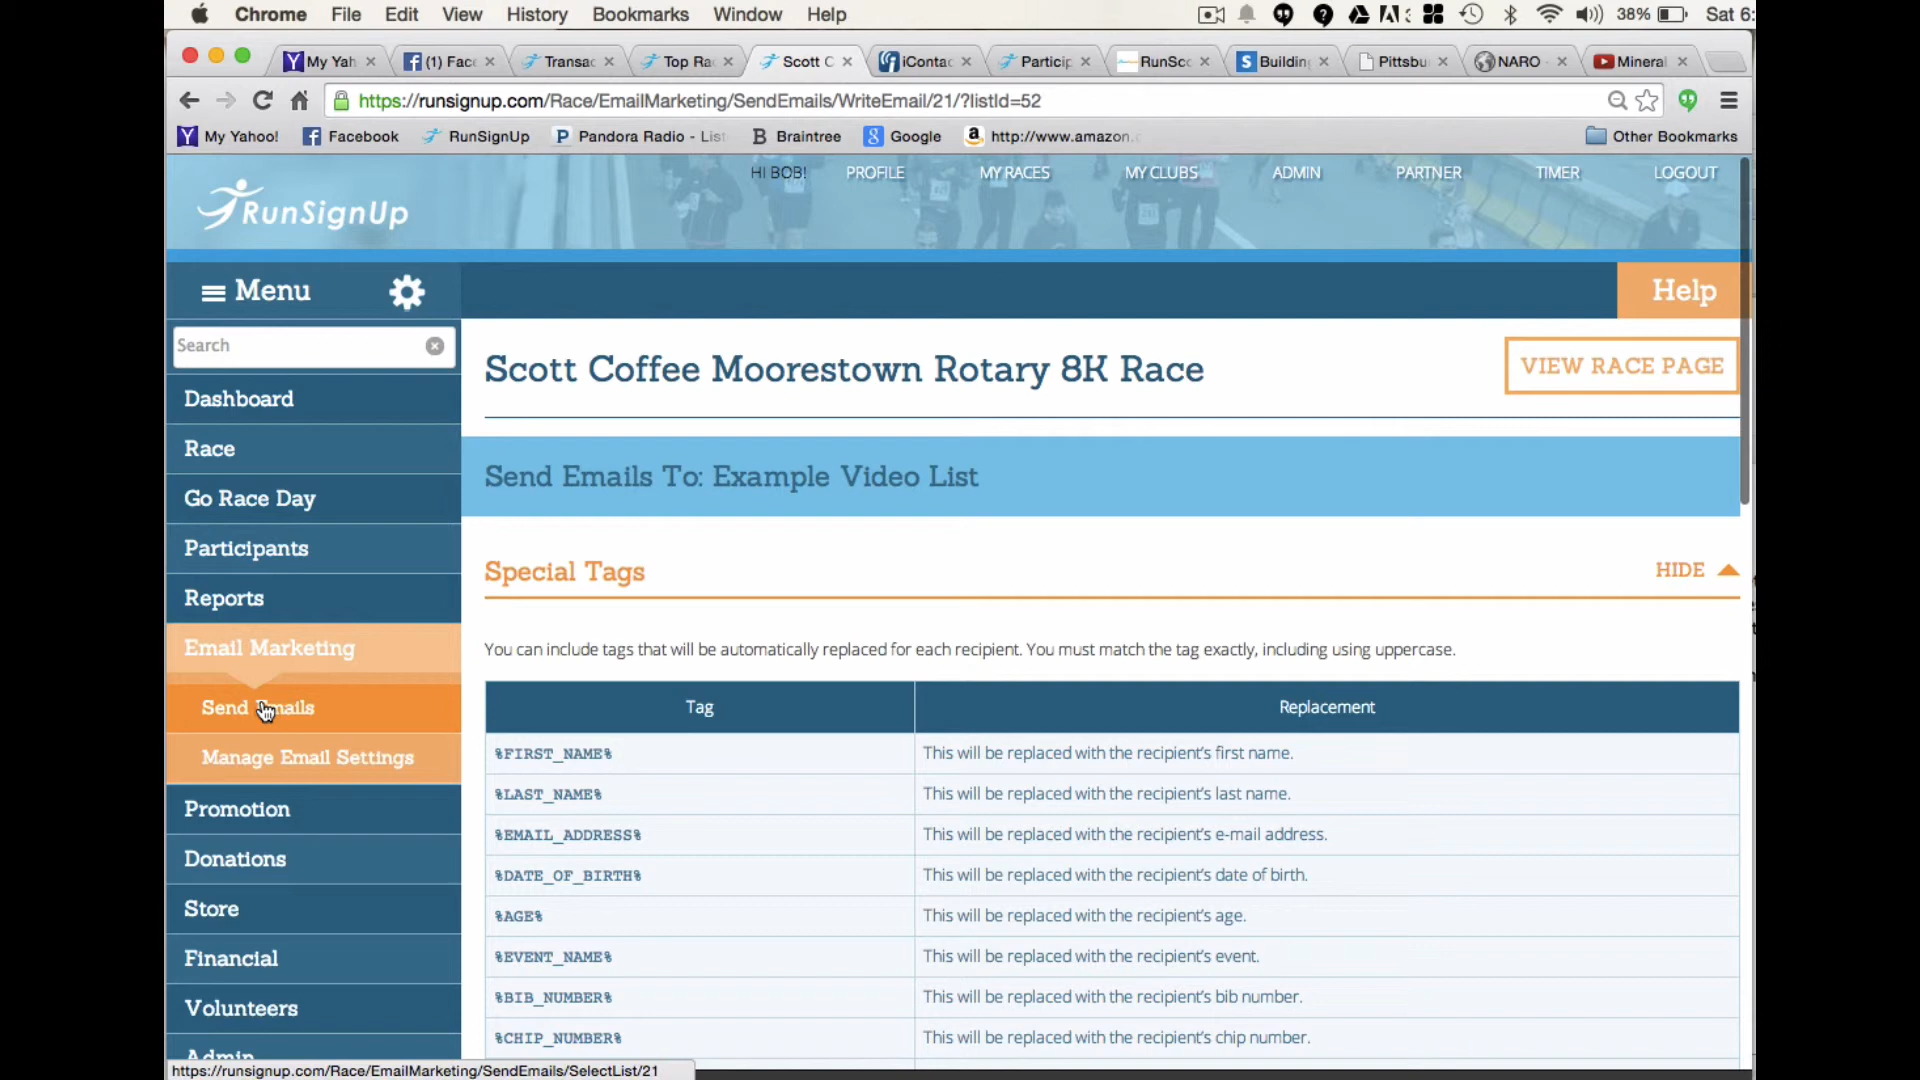 Chrome File Edit View History Bookmarks Window Help 38% Sat 6:
My Yah (1) Face Transac Top Ra Scott C iContac Particip RunSco Building Pittsbu NARO Mineral
https://runsignup.com/Race/EmailMarketing/SendEmails/WriteEmail/21/?listId=52
My Yahoo! Facebook RunSignUp Pandora Radio - List Braintree Google http://www.amazon. Other Bookmarks
HI BOB! PROFILE MY RACES MY CLUBS ADMIN PARTNER TIMER LOGOUT
RunSignUp
Menu Help
Search
Scott Coffee Moorestown Rotary 8K Race
VIEW RACE PAGE
Dashboard
Race
Go Race Day
Participants
Reports
Email Marketing
Send Emails
Manage Email Settings
Promotion
Donations
Store
Financial
Volunteers
Admin
Send Emails To: Example Video List
Special Tags HIDE
You can include tags that will be automatically replaced for each recipient. You must match the tag exactly, including using uppercase.
Tag Replacement
%FIRST_NAME% This will be replaced with the recipient's first name.
%LAST_NAME% This will be replaced with the recipient's last name.
%EMAIL_ADDRESS% This will be replaced with the recipient's e-mail address.
%DATE_OF_BIRTH% This will be replaced with the recipient's date of birth.
%AGE% This will be replaced with the recipient's age.
%EVENT_NAME% This will be replaced with the recipient's event.
%BIB_NUMBER% This will be replaced with the recipient's bib number.
%CHIP_NUMBER% This will be replaced with the recipient's chip number.
https://runsignup.com/Race/EmailMarketing/SendEmails/SelectList/21